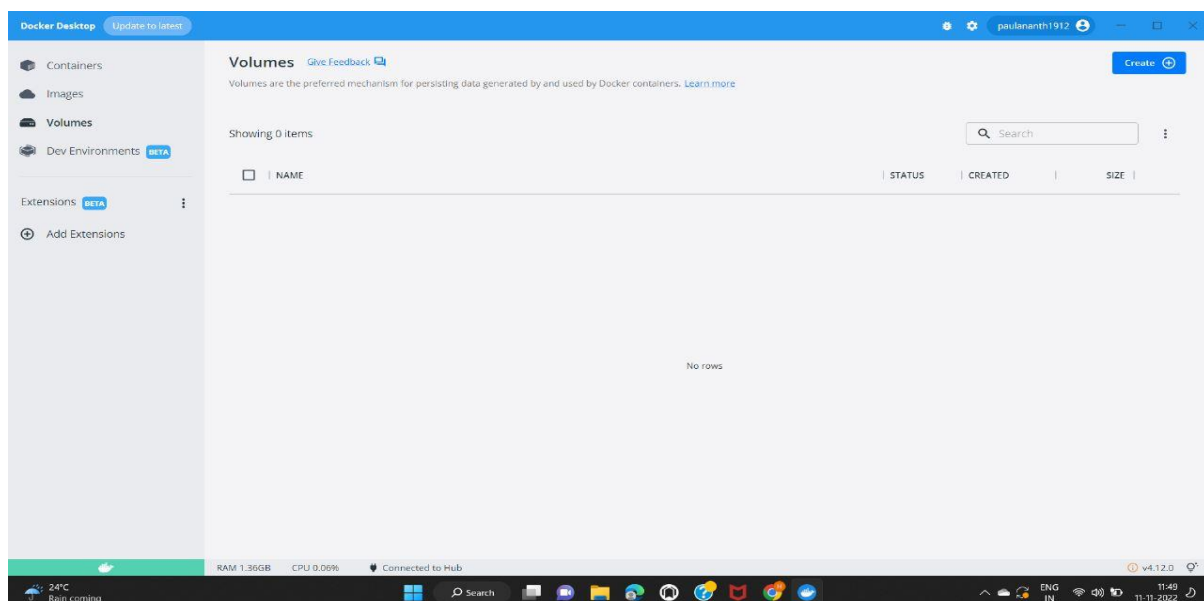 Docker Desktop Update to latest
paulananth1912
Containers
Images
Volumes
Dev Environments BETA
Extensions BETA
Add Extensions
Volumes Give Feedback
Create
Volumes are the preferred mechanism for persisting data generated by and used by Docker containers. Learn more
Showing 0 items
Search
NAME STATUS CREATED SIZE
No rows
RAM 1.36GB CPU 0.06% Connected to Hub
v4.12.0
24°C
Rain coming
Search
ENG
IN
11:49
11-11-2022